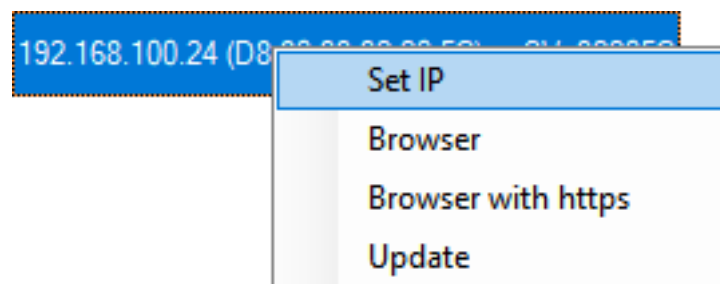 192.168.100.24 (D8
Set IP
Browser
Browser with https
Update